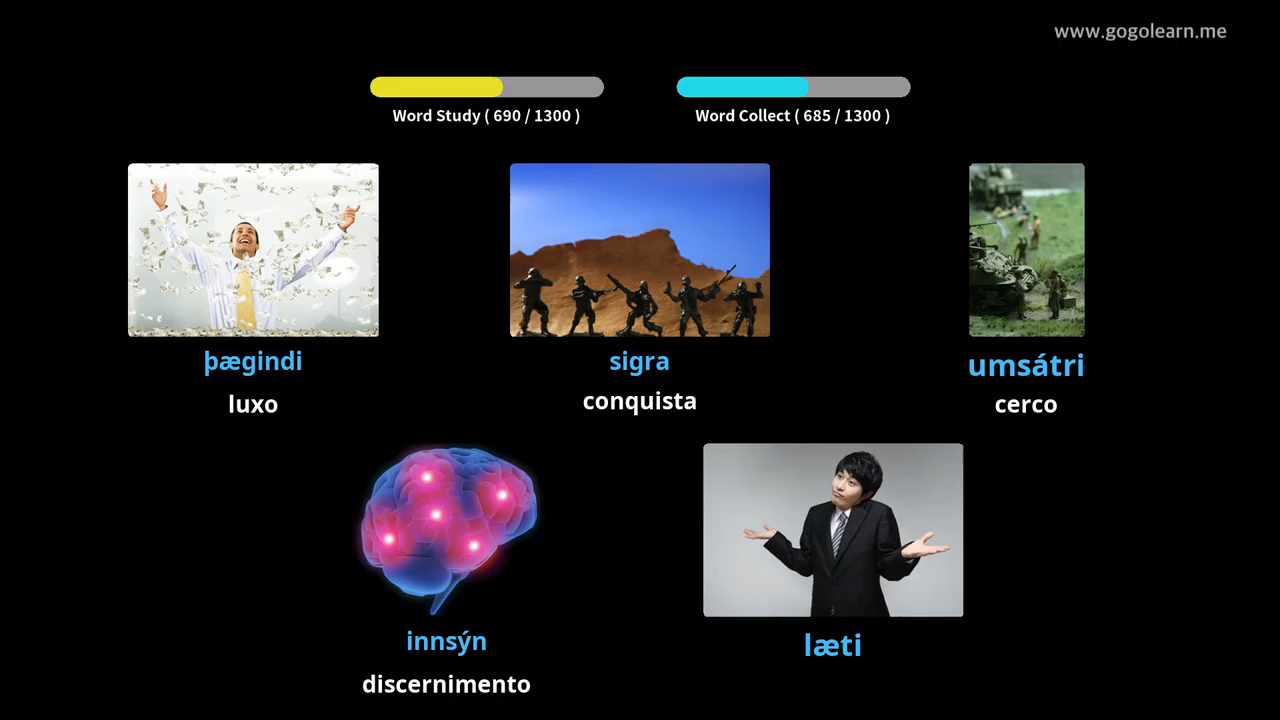 www.gogolearn.me
Word Study ( 690 / 1300 )
Word Collect ( 685 / 1300 )
þægindi
luxo
sigra
conquista
umsátri
cerco
innsýn
discernimento
læti